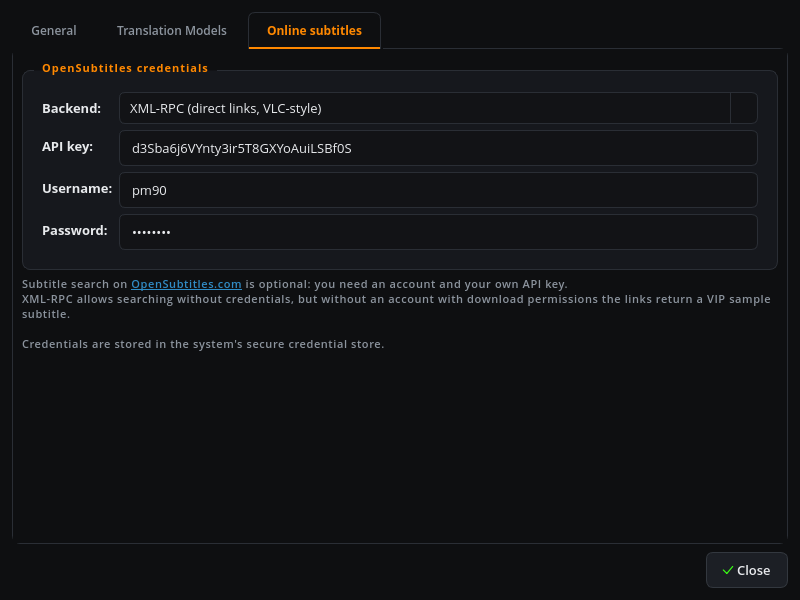 General
Translation Models
Online subtitles
OpenSubtitles credentials
Backend:
XML-RPC (direct links, VLC-style)
API key:
d3Sba6j6VYnty3ir5T8GXYoAuiLSBf0S
Username:
pm90
Password:
••••••••
Subtitle search on OpenSubtitles.com is optional: you need an account and your own API key.
XML-RPC allows searching without credentials, but without an account with download permissions the links return a VIP sample
subtitle.
Credentials are stored in the system's secure credential store.
Close